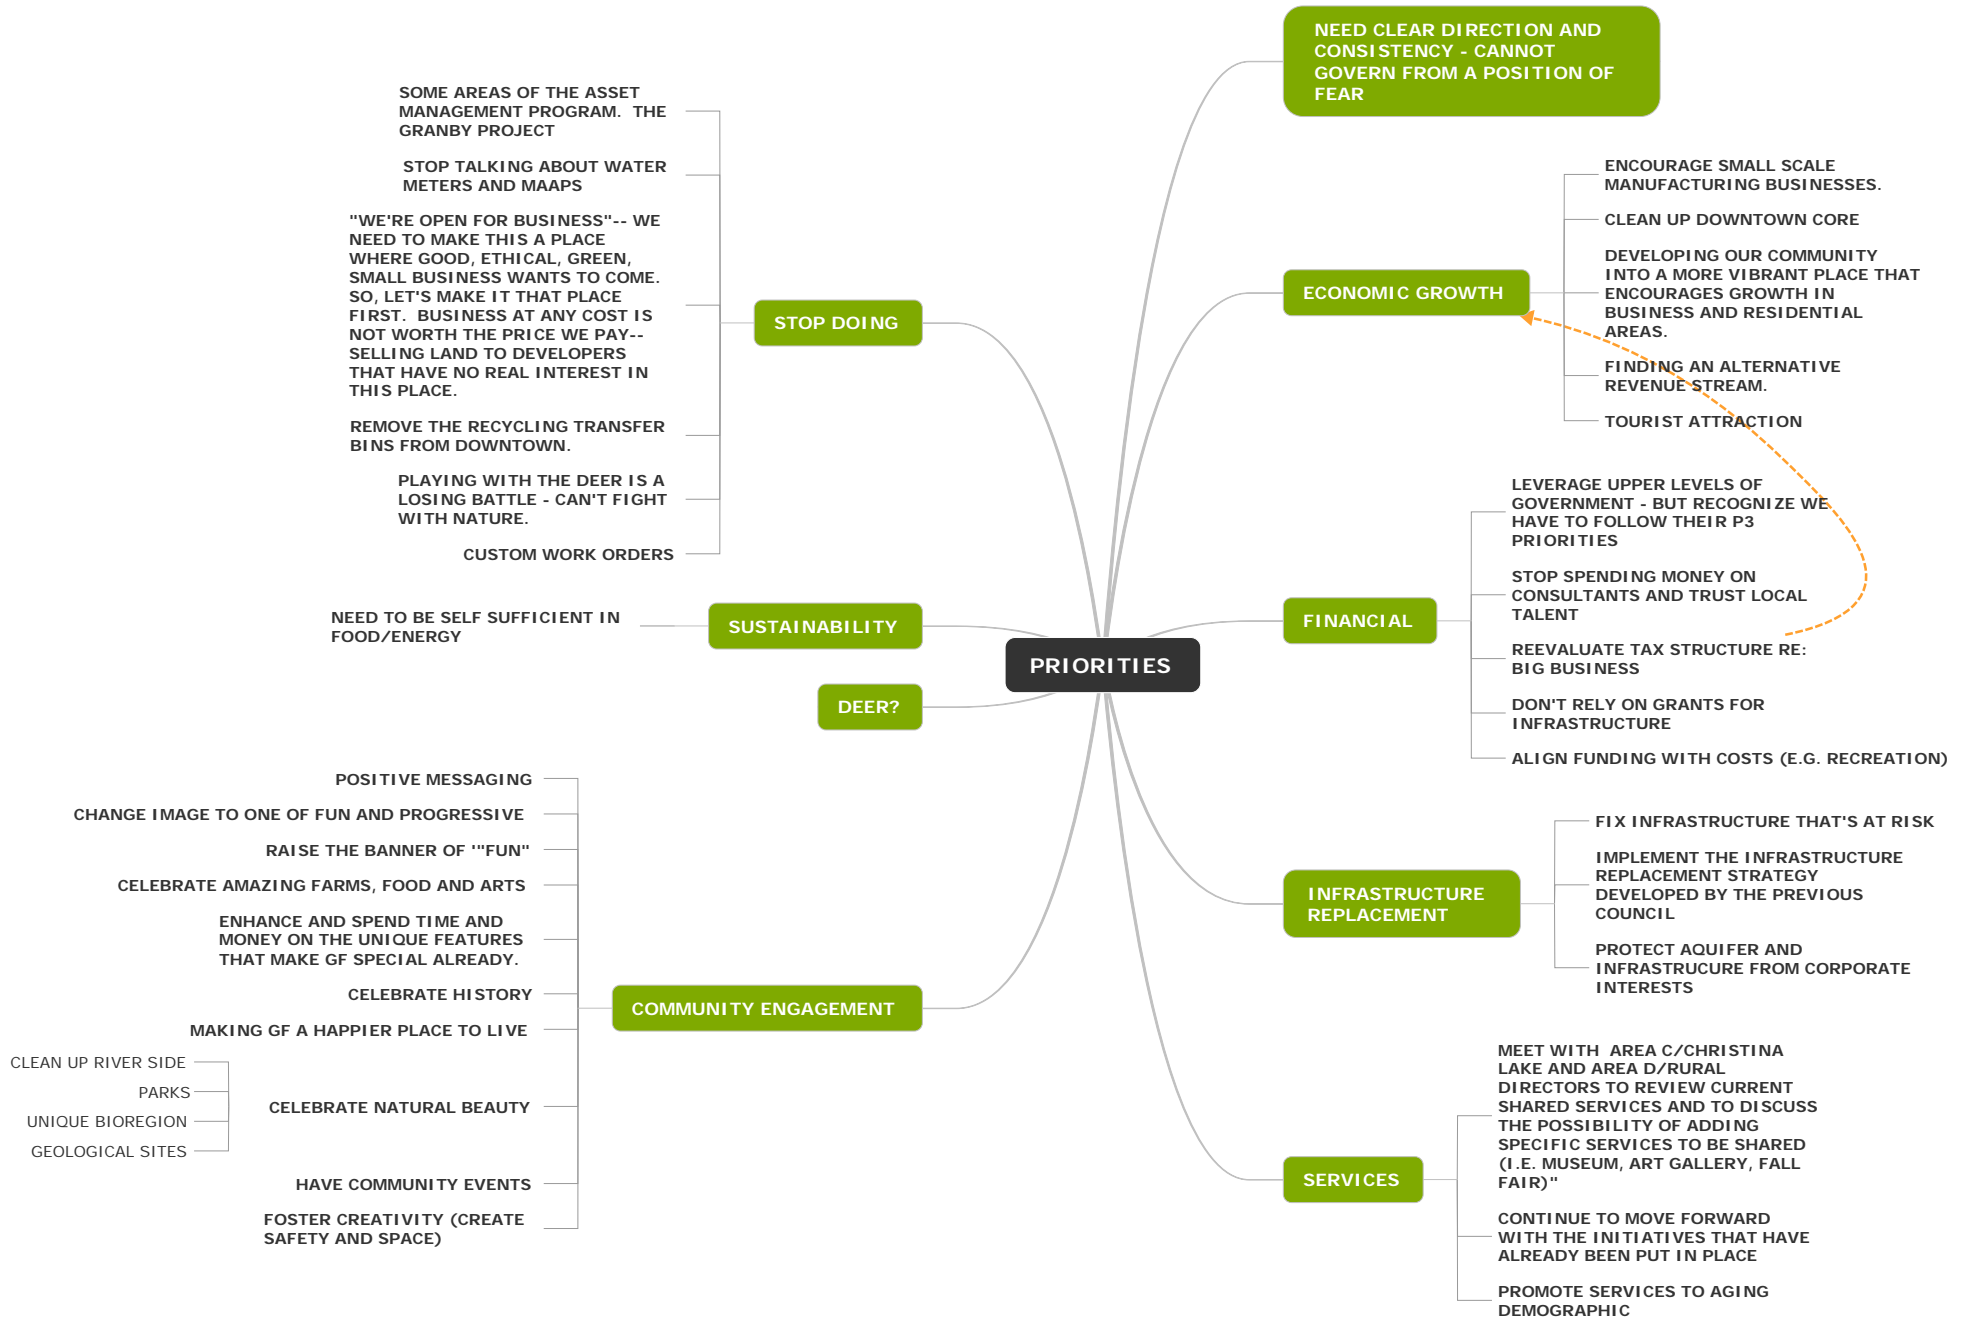 PRIORITIES
NEED CLEAR DIRECTION AND
CONSISTENCY - CANNOT
GOVERN FROM A POSITION OF
FEAR
ECONOMIC GROWTH
ENCOURAGE SMALL SCALE
MANUFACTURING BUSINESSES.
CLEAN UP DOWNTOWN CORE
DEVELOPING OUR COMMUNITY
INTO A MORE VIBRANT PLACE THAT
ENCOURAGES GROWTH IN
BUSINESS AND RESIDENTIAL
AREAS.
FINDING AN ALTERNATIVE
REVENUE STREAM.
TOURIST ATTRACTION
FINANCIAL
LEVERAGE UPPER LEVELS OF
GOVERNMENT - BUT RECOGNIZE WE
HAVE TO FOLLOW THEIR P3
PRIORITIES
STOP SPENDING MONEY ON
CONSULTANTS AND TRUST LOCAL
TALENT
REEVALUATE TAX STRUCTURE RE:
BIG BUSINESS
DON'T RELY ON GRANTS FOR
INFRASTRUCTURE
ALIGN FUNDING WITH COSTS (E.G. RECREATION)
INFRASTRUCTURE
REPLACEMENT
FIX INFRASTRUCTURE THAT'S AT RISK
IMPLEMENT THE INFRASTRUCTURE
REPLACEMENT STRATEGY
DEVELOPED BY THE PREVIOUS
COUNCIL
PROTECT AQUIFER AND
INFRASTRUCURE FROM CORPORATE
INTERESTS
SERVICES
MEET WITH  AREA C/CHRISTINA
LAKE AND AREA D/RURAL
DIRECTORS TO REVIEW CURRENT
SHARED SERVICES AND TO DISCUSS
THE POSSIBILITY OF ADDING
SPECIFIC SERVICES TO BE SHARED
(I.E. MUSEUM, ART GALLERY, FALL
FAIR)"
CONTINUE TO MOVE FORWARD
WITH THE INITIATIVES THAT HAVE
ALREADY BEEN PUT IN PLACE
PROMOTE SERVICES TO AGING
DEMOGRAPHIC
STOP DOING
SOME AREAS OF THE ASSET
MANAGEMENT PROGRAM.  THE
GRANBY PROJECT
STOP TALKING ABOUT WATER
METERS AND MAAPS
"WE'RE OPEN FOR BUSINESS"-- WE
NEED TO MAKE THIS A PLACE
WHERE GOOD, ETHICAL, GREEN,
SMALL BUSINESS WANTS TO COME.
SO, LET'S MAKE IT THAT PLACE
FIRST.  BUSINESS AT ANY COST IS
NOT WORTH THE PRICE WE PAY--
SELLING LAND TO DEVELOPERS
THAT HAVE NO REAL INTEREST IN
THIS PLACE.
REMOVE THE RECYCLING TRANSFER
BINS FROM DOWNTOWN.
PLAYING WITH THE DEER IS A
LOSING BATTLE - CAN'T FIGHT
WITH NATURE.
CUSTOM WORK ORDERS
SUSTAINABILITY
NEED TO BE SELF SUFFICIENT IN
FOOD/ENERGY
DEER?
COMMUNITY ENGAGEMENT
POSITIVE MESSAGING
CHANGE IMAGE TO ONE OF FUN AND PROGRESSIVE
RAISE THE BANNER OF '"FUN"
CELEBRATE AMAZING FARMS, FOOD AND ARTS
ENHANCE AND SPEND TIME AND
MONEY ON THE UNIQUE FEATURES
THAT MAKE GF SPECIAL ALREADY.
CELEBRATE HISTORY
MAKING GF A HAPPIER PLACE TO LIVE
CELEBRATE NATURAL BEAUTY
CLEAN UP RIVER SIDE
PARKS
UNIQUE BIOREGION
GEOLOGICAL SITES
HAVE COMMUNITY EVENTS
FOSTER CREATIVITY (CREATE
SAFETY AND SPACE)